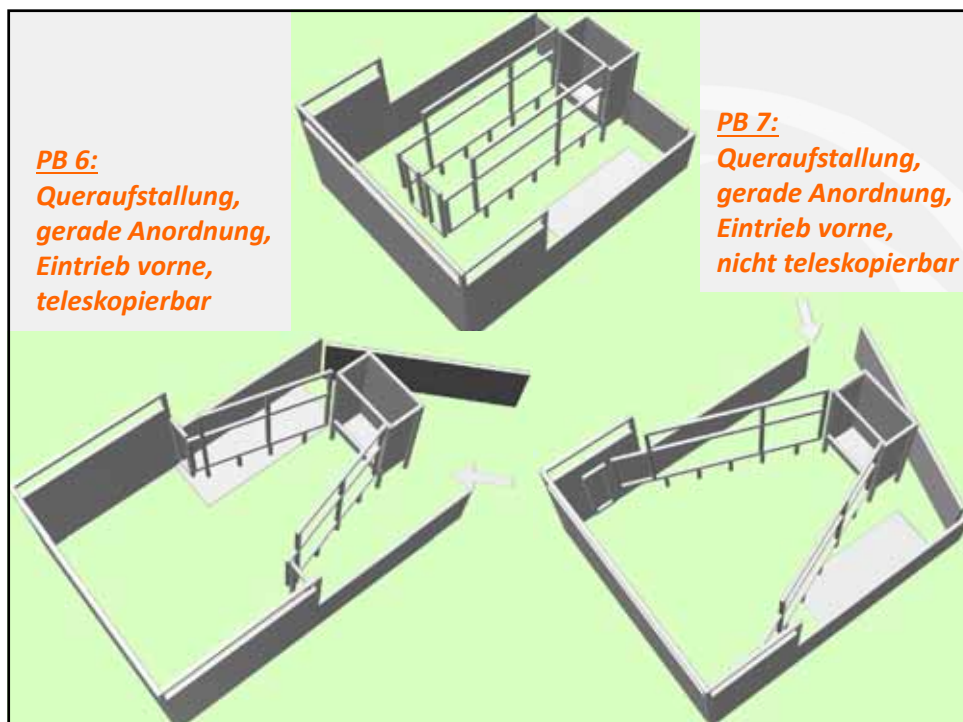 PB 6:
Queraufstallung,
gerade Anordnung,
Eintrieb vorne,
teleskopierbar
PB 7:
Queraufstallung,
gerade Anordnung,
Eintrieb vorne,
nicht teleskopierbar